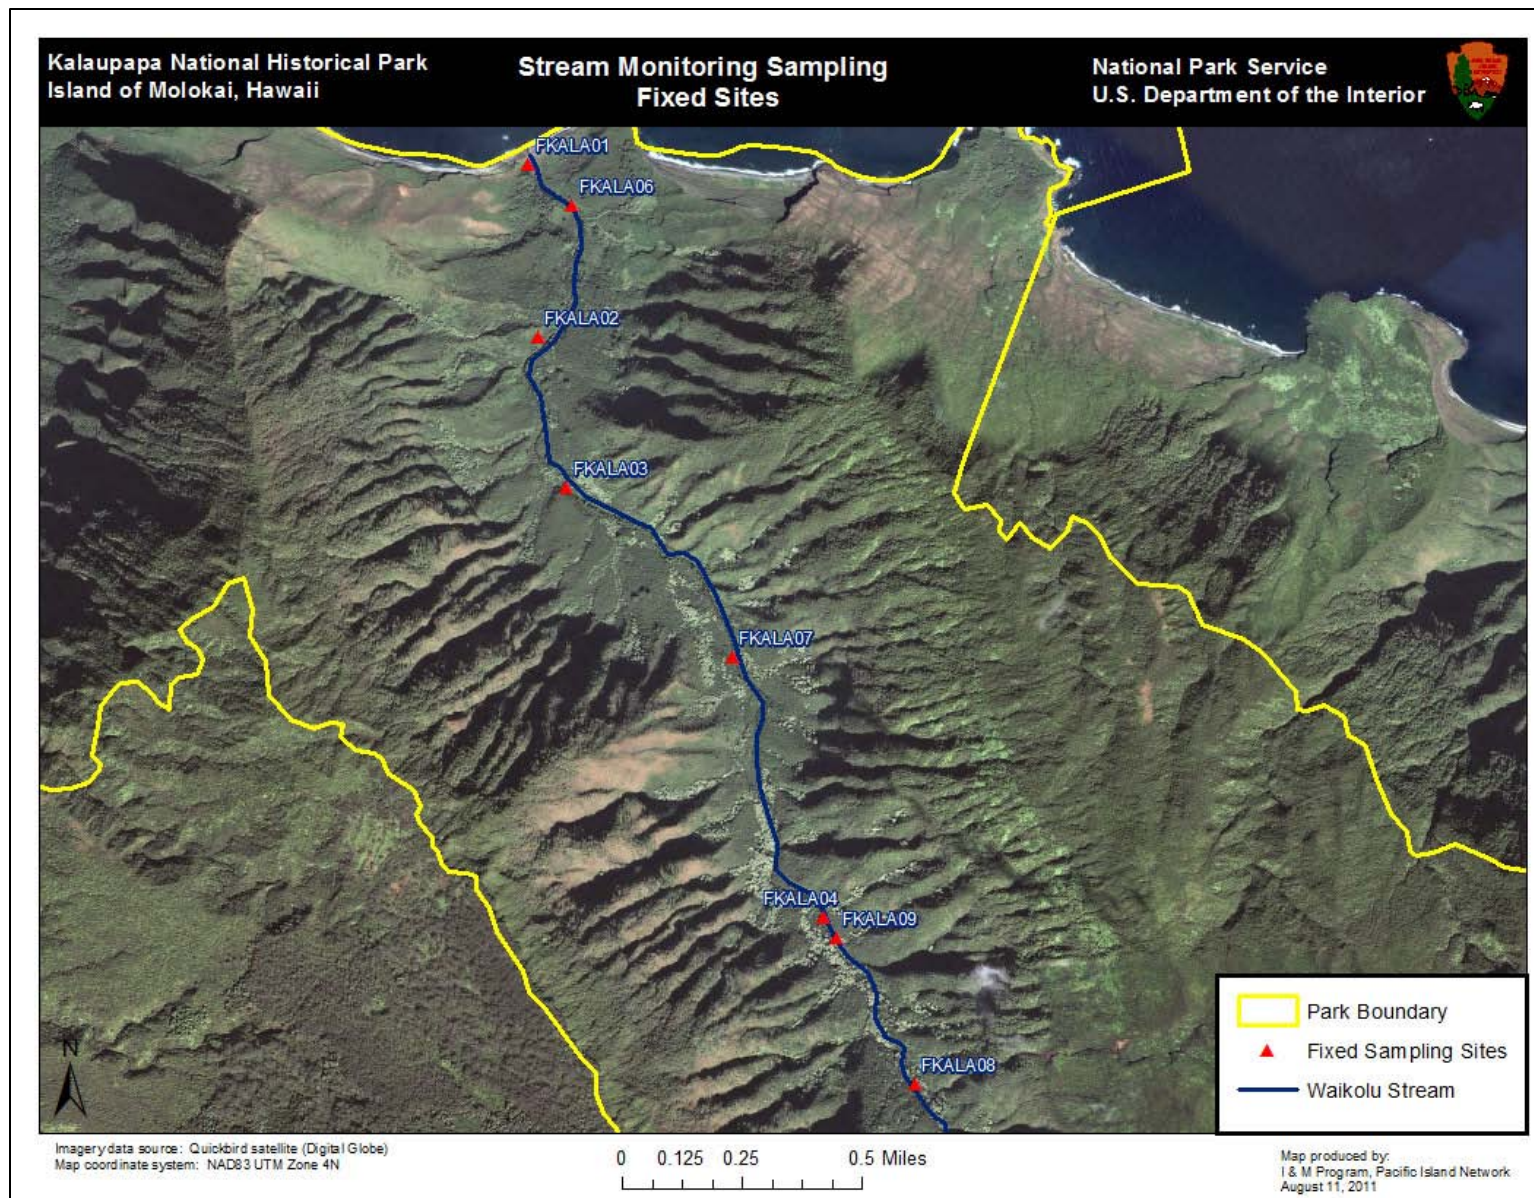 Kalaupapa National Historical Park
Island of Molokai, Hawaii
Stream Monitoring Sampling
Fixed Sites
National Park Service
U.S. Department of the Interior
FKALA01
FKALA06
FKALA02
FKALA03
FKALA07
FKALA04
FKALA09
FKALA08
Park Boundary
Fixed Sampling Sites
Waikolu Stream
N
Imagery data source: Quickbird satellite (Digital Globe)
Map coordinate system: NAD83 UTM Zone 4N
0 0.125 0.25 0.5 Miles
Map produced by:
I & M Program, Pacific Island Network
August 11, 2011